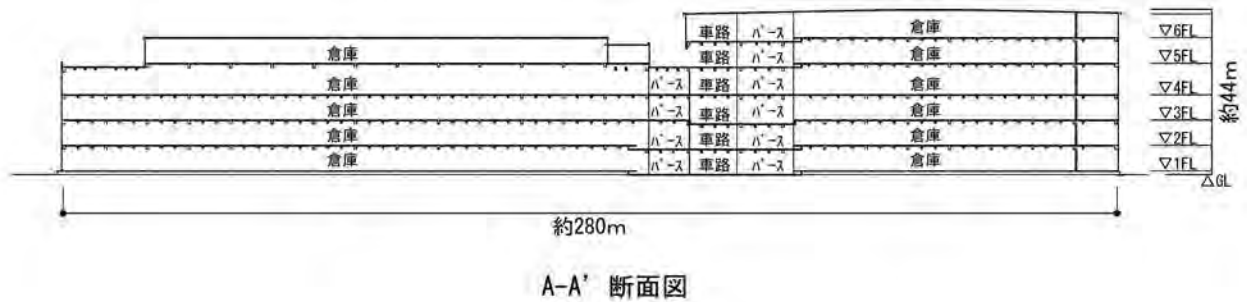 車路 バース 倉庫 ▽6FL
倉庫 車路 バース 倉庫 ▽5FL
倉庫 バース 車路 バース 倉庫 ▽4FL
倉庫 バース 車路 バース 倉庫 ▽3FL
倉庫 バース 車路 バース 倉庫 ▽2FL
倉庫 バース 車路 バース 倉庫 ▽1FL
約44m
△GL
約280m
A-A' 断面図